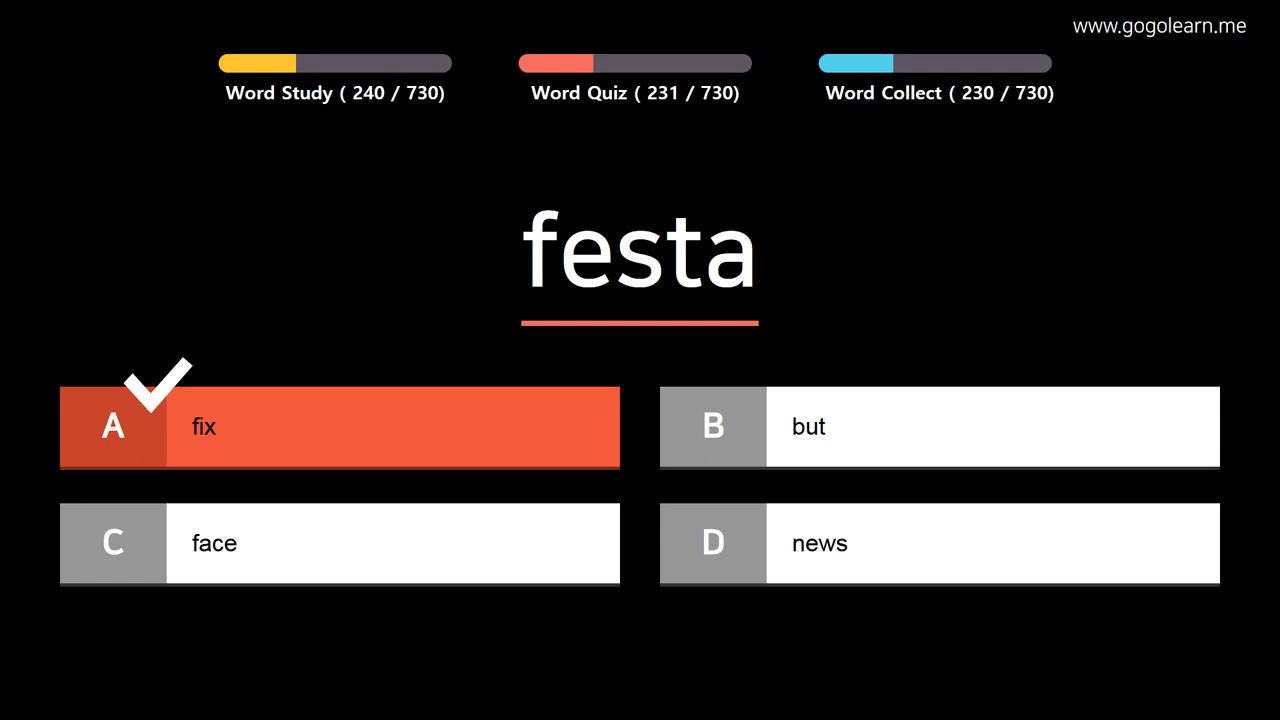 www.gogolearn.me
Word Study ( 240 / 730)
Word Quiz ( 231 / 730)
Word Collect ( 230 / 730)
festa
A fix
B but
C face
D news